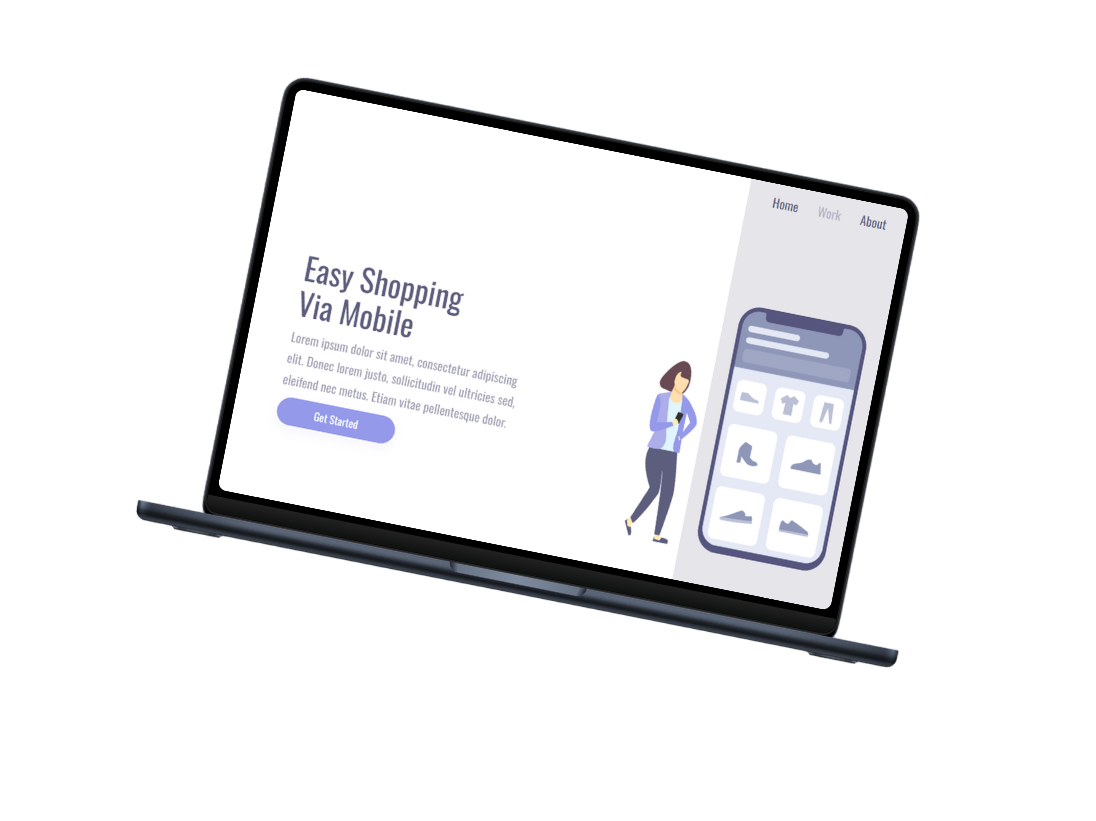 Home Work About
Easy Shopping
Via Mobile
Lorem ipsum dolor sit amet, consectetur adipiscing
elit. Donec lorem justo, sollicitudin vel ultricies sed,
eleifend nec metus. Etiam vitae pellentesque dolor.
Get Started